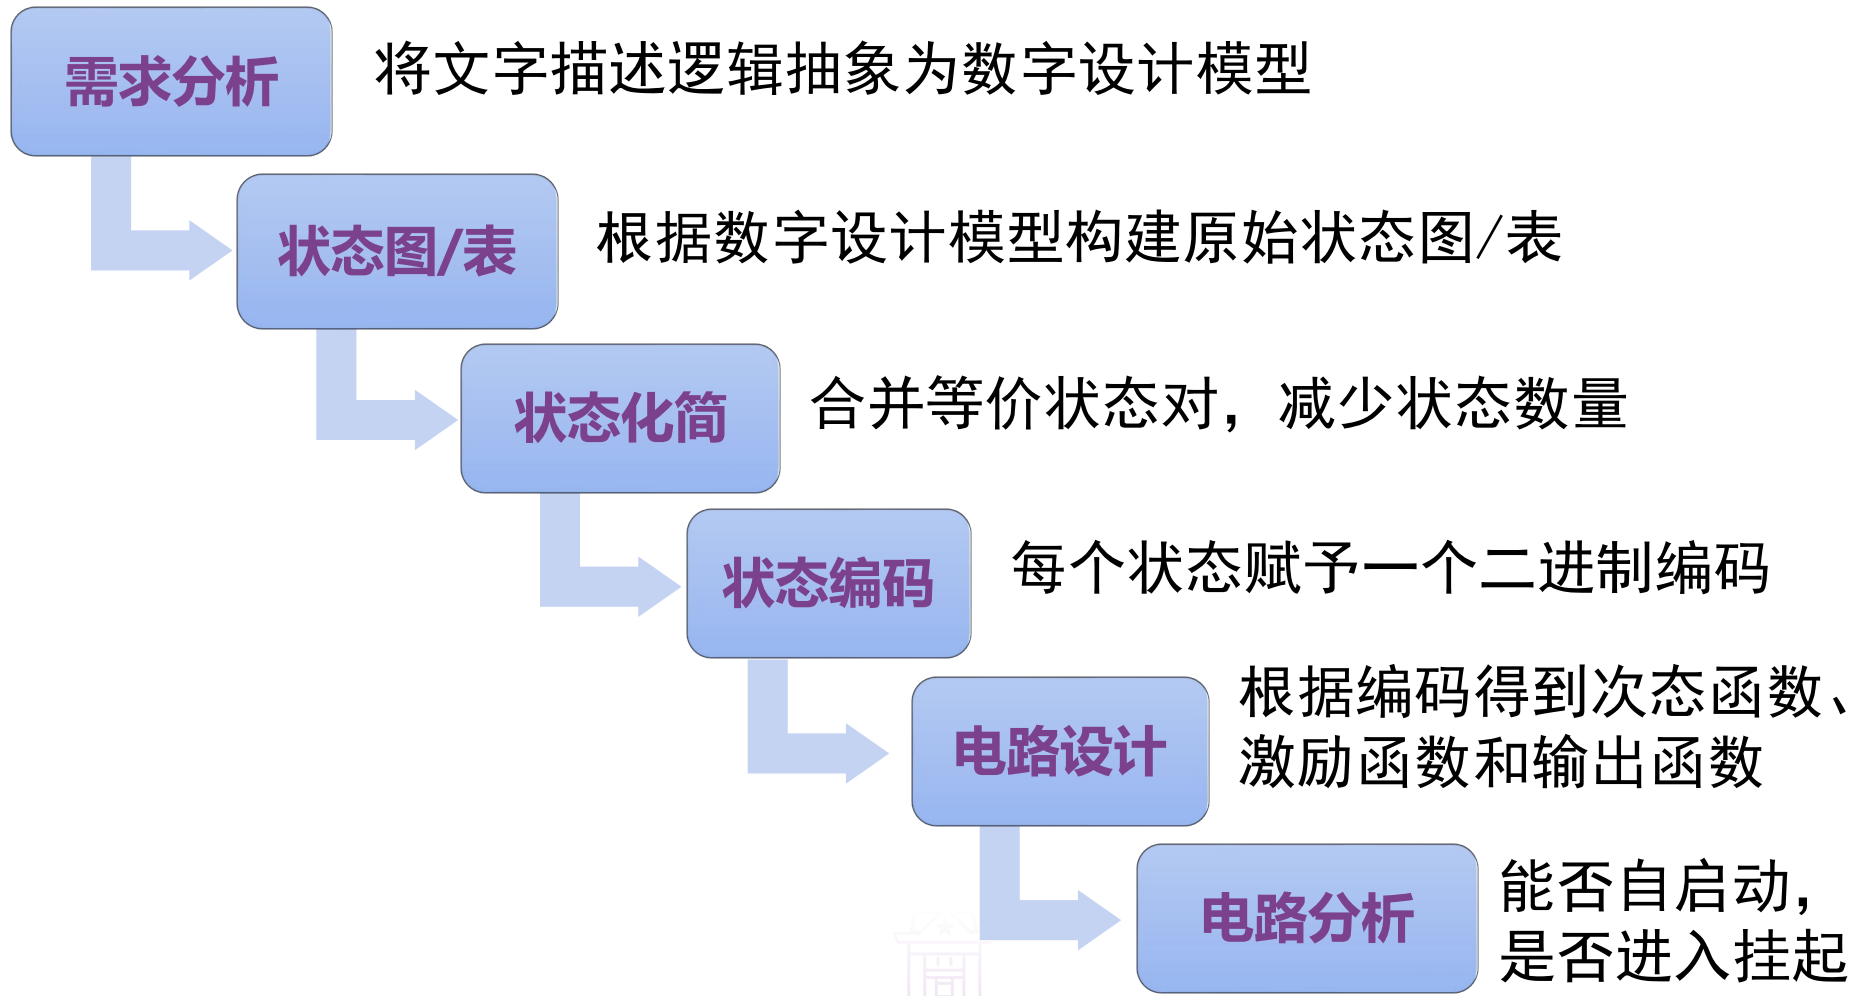 需求分析
将文字描述逻辑抽象为数字设计模型
状态图/表
根据数字设计模型构建原始状态图/表
状态化简
合并等价状态对，减少状态数量
状态编码
每个状态赋予一个二进制编码
电路设计
根据编码得到次态函数、
激励函数和输出函数
电路分析
能否自启动，
是否进入挂起